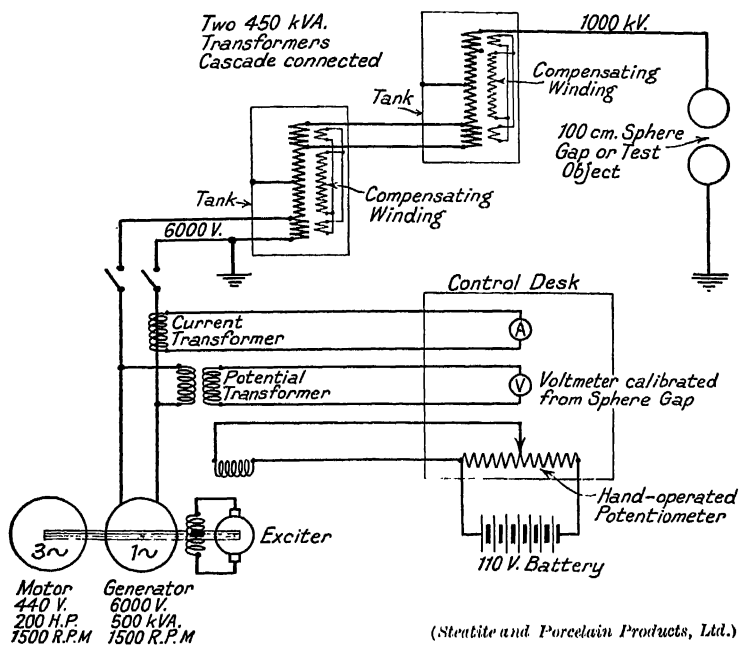 Two 450 kVA.
Transformers
Cascade connected
1000 kV.
Compensating
Winding
Tank
100 cm. Sphere
Gap or Test
Object
Compensating
Winding
Tank
6000 V.
Control Desk
Current
Transformer
A
Potential
Transformer
V
Voltmeter calibrated
from Sphere Gap
Hand-operated
Potentiometer
110 V. Battery
Exciter
3~
1~
Motor
440 V.
200 H.P.
1500 R.P.M
Generator
6000 V.
500 kVA.
1500 R.P.M
(Steatite and Porcelain Products, Ltd.)